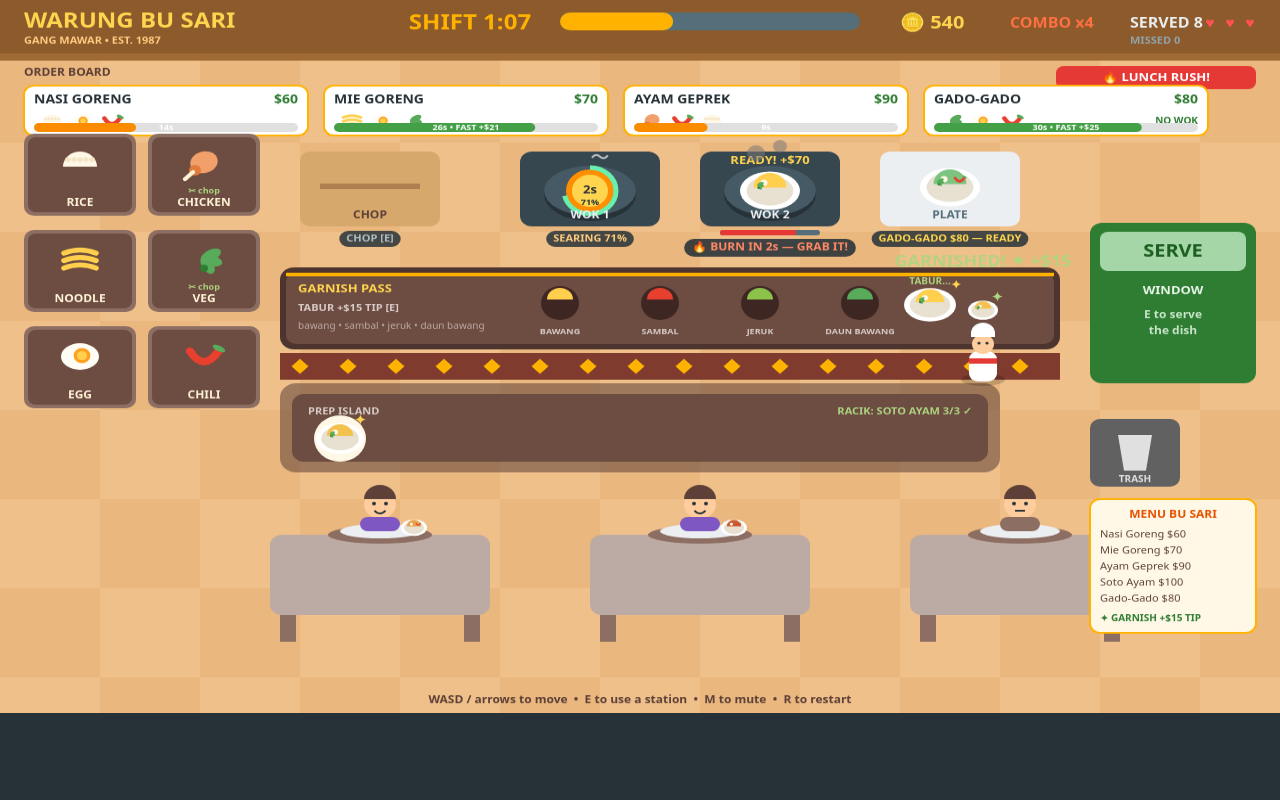 WARUNG BU SARI
GANG MAWAR • EST. 1987
SHIFT 1:07
540
COMBO x4
SERVED 8
MISSED 0
ORDER BOARD
🔥 LUNCH RUSH!
NASI GORENG $60
14s
MIE GORENG $70
26s • FAST +$21
AYAM GEPREK $90
9s
GADO-GADO $80
NO WOK
30s • FAST +$25
RICE
✂ chop
CHICKEN
NOODLE
✂ chop
VEG
EGG
CHILI
CHOP
CHOP [E]
2s
71%
WOK 1
SEARING 71%
READY! +$70
WOK 2
🔥 BURN IN 2s — GRAB IT!
PLATE
GADO-GADO $80 — READY
GARNISHED! ✦ +$15
GARNISH PASS
TABUR +$15 TIP [E]
bawang • sambal • jeruk • daun bawang
BAWANG
SAMBAL
JERUK
DAUN BAWANG
TABUR...
PREP ISLAND
RACIK: SOTO AYAM 3/3 ✓
SERVE
WINDOW
E to serve
the dish
TRASH
MENU BU SARI
Nasi Goreng $60
Mie Goreng $70
Ayam Geprek $90
Soto Ayam $100
Gado-Gado $80
✦ GARNISH +$15 TIP
WASD / arrows to move • E to use a station • M to mute • R to restart